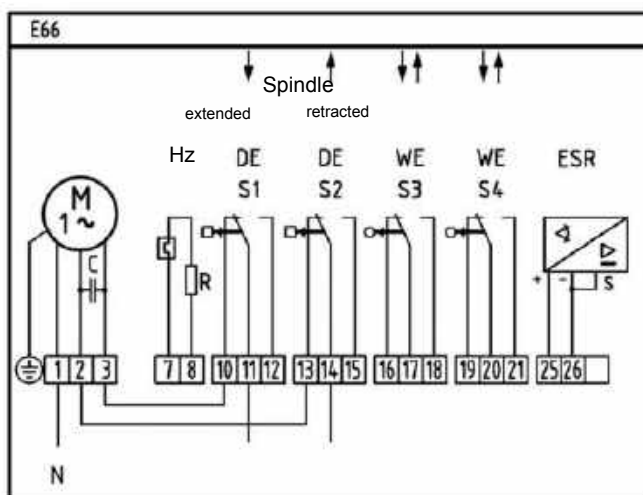 E66
Spindle
extended retracted
Hz DE DE WE WE ESR
S1 S2 S3 S4
M
1~
C
R
+ - S
1 2 3 7 8 10 11 12 13 14 15 16 17 18 19 20 21 25 26
N